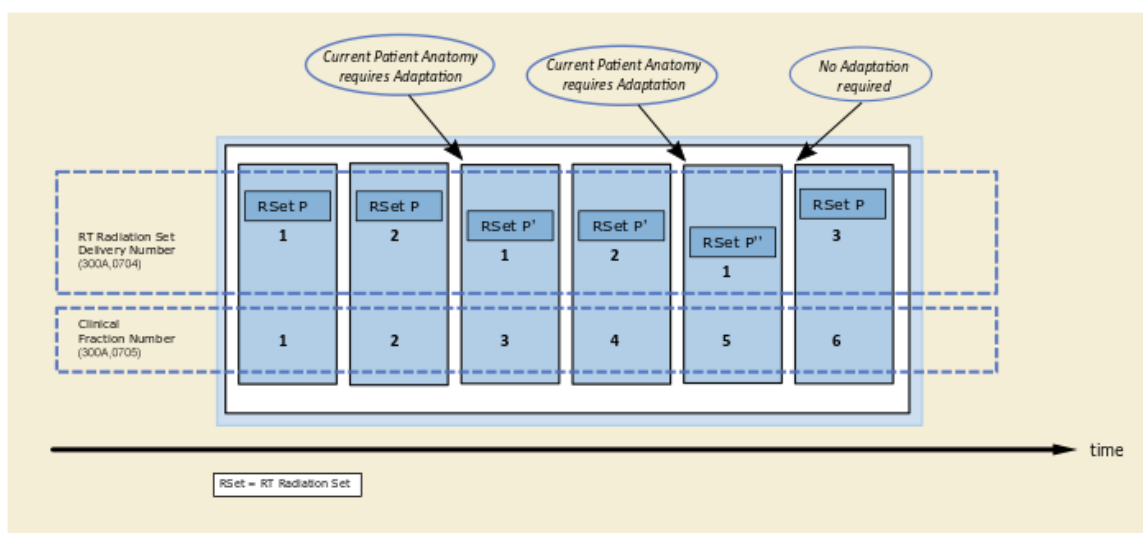 Current Patient Anatomy
requires Adaptation
Current Patient Anatomy
requires Adaptation
No Adaptation
required
RT Radiation Set
Delivery Number
(300A,0704)
RSet P
1
RSet P
2
RSet P'
1
RSet P'
2
RSet P''
1
RSet P
3
Clinical
Fraction Number
(300A,0705)
1
2
3
4
5
6
time
RSet = RT Radiation Set